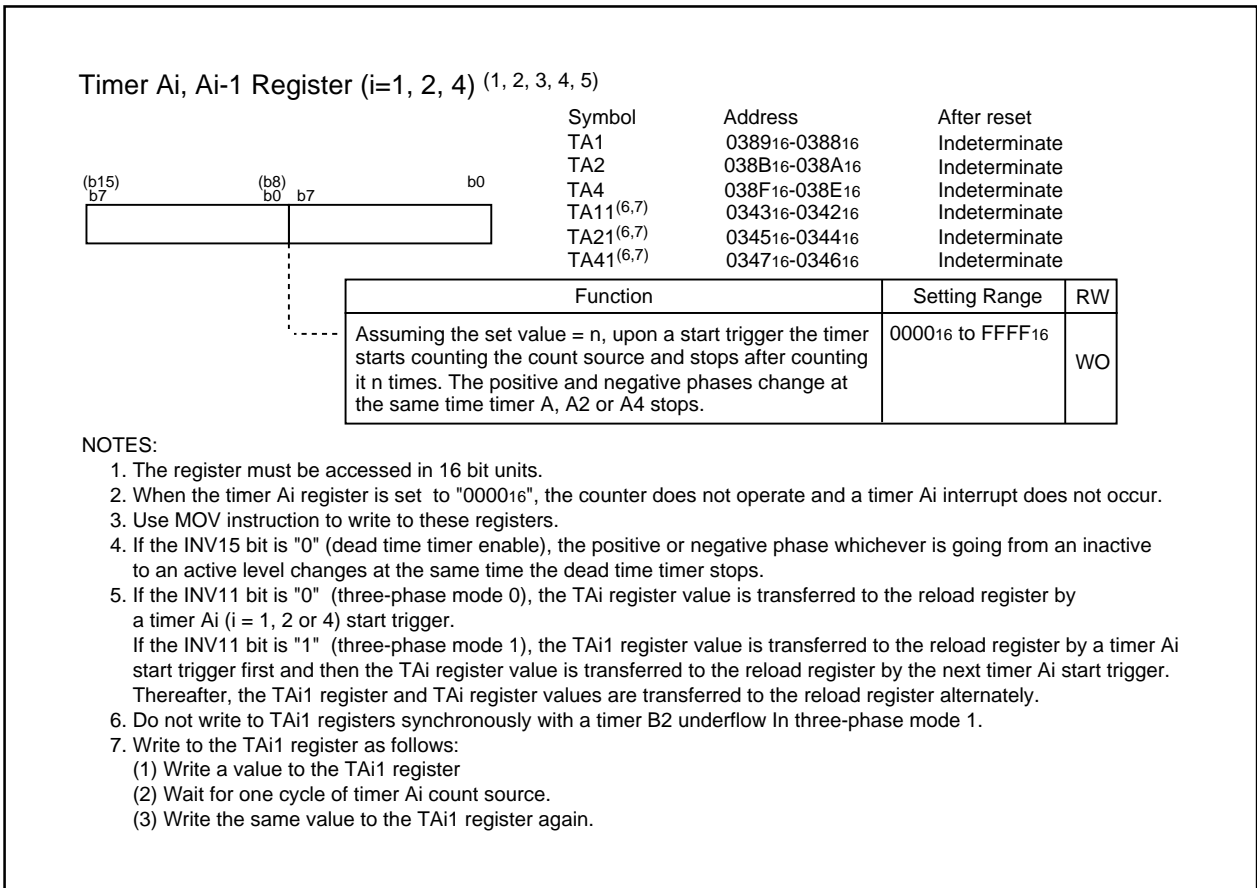 Timer Ai, Ai-1 Register (i=1, 2, 4) (1, 2, 3, 4, 5)
Symbol Address After reset
TA1 038916-038816 Indeterminate
TA2 038B16-038A16 Indeterminate
TA4 038F16-038E16 Indeterminate
TA11(6,7) 034316-034216 Indeterminate
TA21(6,7) 034516-034416 Indeterminate
TA41(6,7) 034716-034616 Indeterminate
(b15) (b8)
b7 b0 b7 b0
Function Setting Range RW
Assuming the set value = n, upon a start trigger the timer
starts counting the count source and stops after counting
it n times. The positive and negative phases change at
the same time timer A, A2 or A4 stops.
000016 to FFFF16
WO
NOTES:
1. The register must be accessed in 16 bit units.
2. When the timer Ai register is set to "000016", the counter does not operate and a timer Ai interrupt does not occur.
3. Use MOV instruction to write to these registers.
4. If the INV15 bit is "0" (dead time timer enable), the positive or negative phase whichever is going from an inactive
to an active level changes at the same time the dead time timer stops.
5. If the INV11 bit is "0" (three-phase mode 0), the TAi register value is transferred to the reload register by
a timer Ai (i = 1, 2 or 4) start trigger.
If the INV11 bit is "1" (three-phase mode 1), the TAi1 register value is transferred to the reload register by a timer Ai
start trigger first and then the TAi register value is transferred to the reload register by the next timer Ai start trigger.
Thereafter, the TAi1 register and TAi register values are transferred to the reload register alternately.
6. Do not write to TAi1 registers synchronously with a timer B2 underflow In three-phase mode 1.
7. Write to the TAi1 register as follows:
(1) Write a value to the TAi1 register
(2) Wait for one cycle of timer Ai count source.
(3) Write the same value to the TAi1 register again.